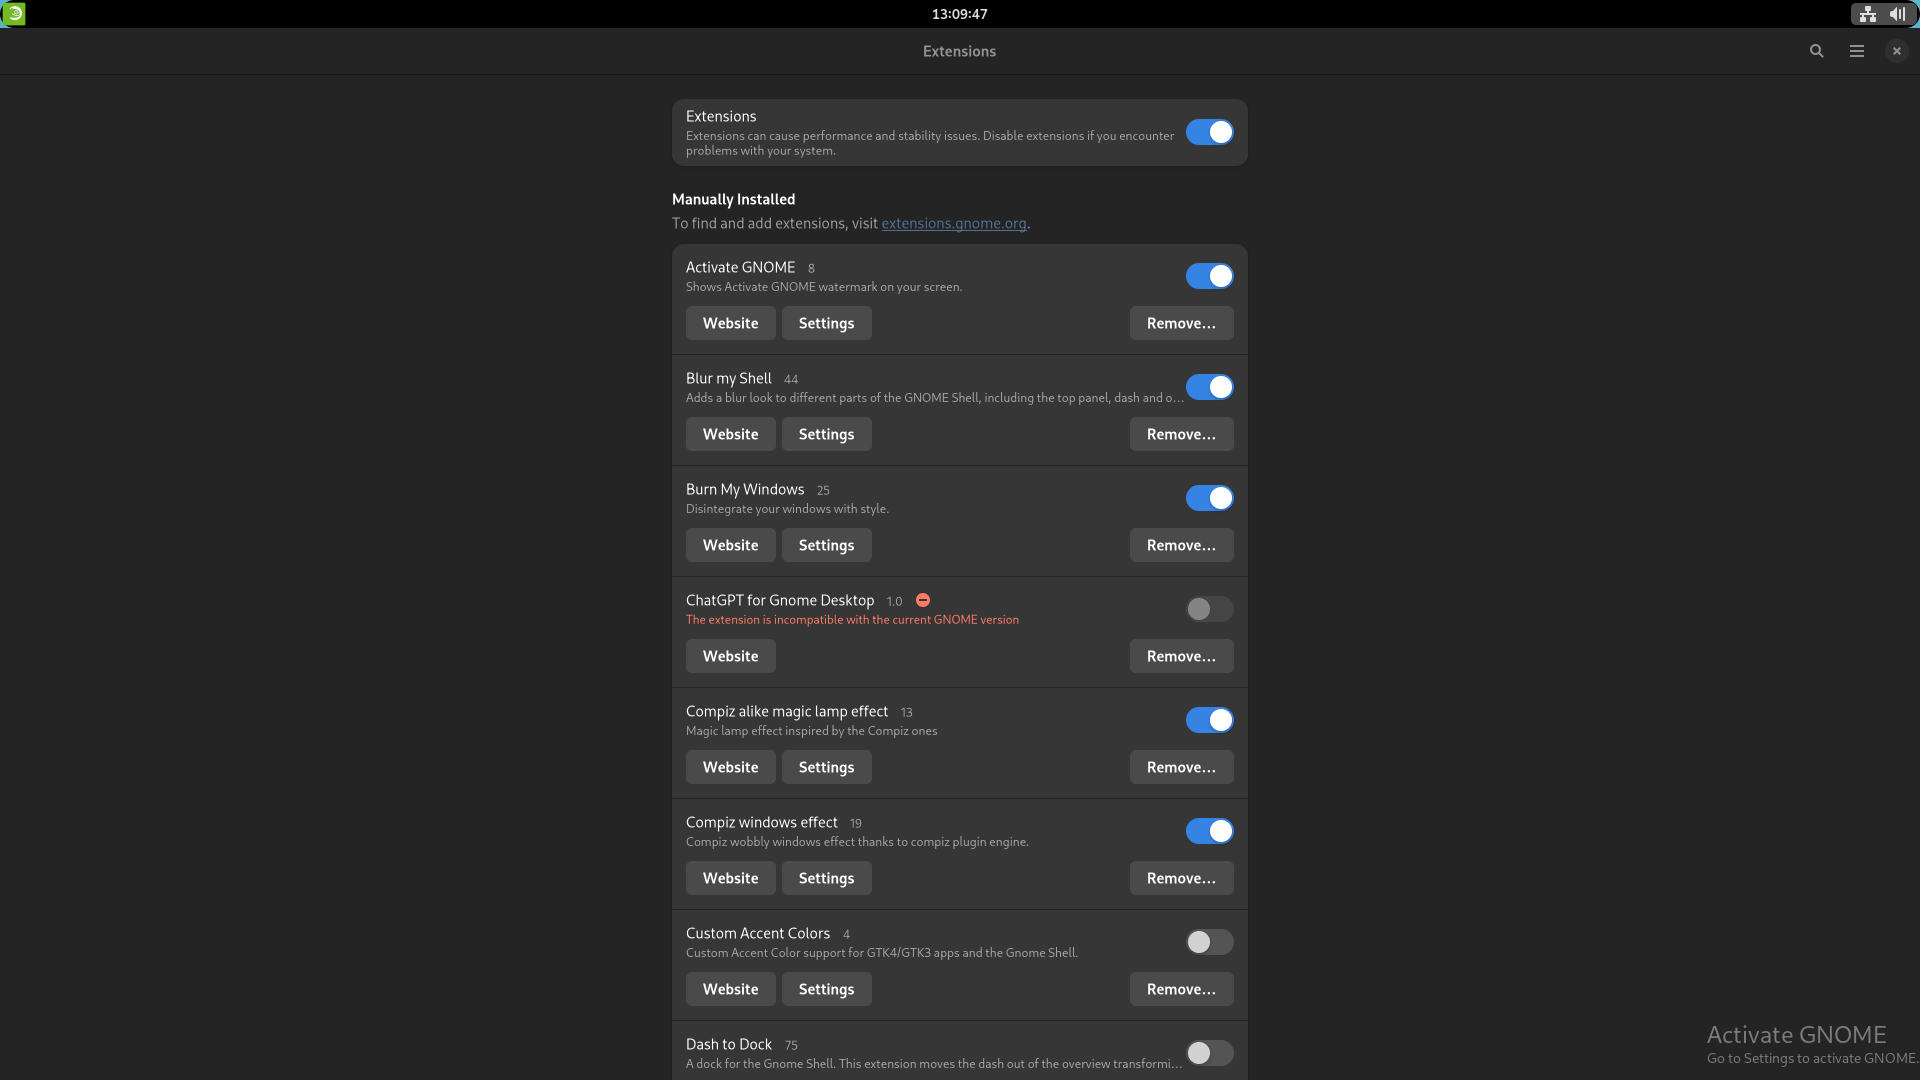 13:09:47
Extensions
Extensions
Extensions can cause performance and stability issues. Disable extensions if you encounter
problems with your system.
Manually Installed
To find and add extensions, visit extensions.gnome.org.
Activate GNOME 8
Shows Activate GNOME watermark on your screen.
Website Settings Remove…
Blur my Shell 44
Adds a blur look to different parts of the GNOME Shell, including the top panel, dash and o…
Website Settings Remove…
Burn My Windows 25
Disintegrate your windows with style.
Website Settings Remove…
ChatGPT for Gnome Desktop 1.0
The extension is incompatible with the current GNOME version
Website Remove…
Compiz alike magic lamp effect 13
Magic lamp effect inspired by the Compiz ones
Website Settings Remove…
Compiz windows effect 19
Compiz wobbly windows effect thanks to compiz plugin engine.
Website Settings Remove…
Custom Accent Colors 4
Custom Accent Color support for GTK4/GTK3 apps and the Gnome Shell.
Website Settings Remove…
Dash to Dock 75
A dock for the Gnome Shell. This extension moves the dash out of the overview transformi…
Activate GNOME
Go to Settings to activate GNOME.